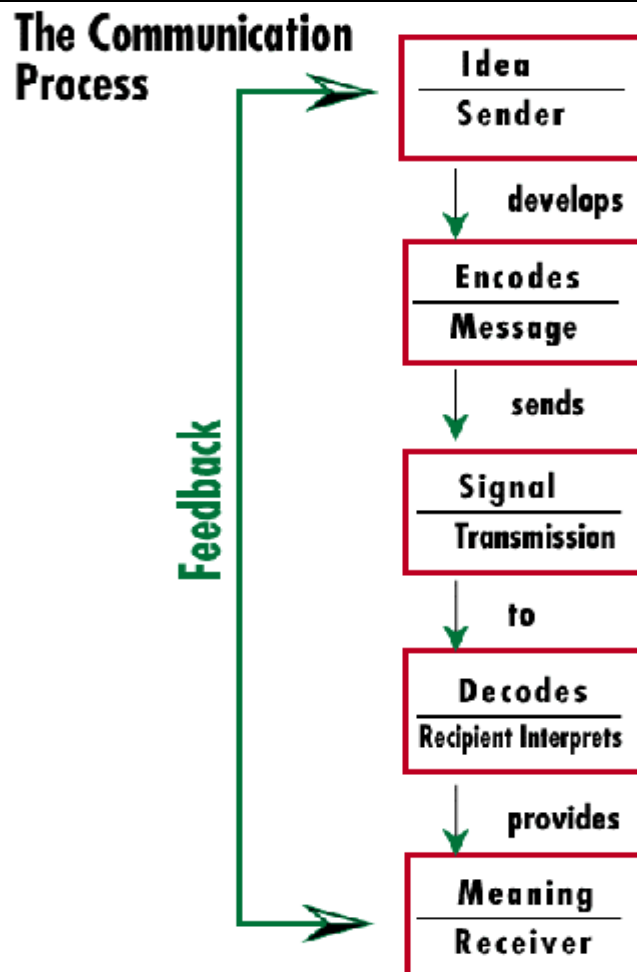 The Communication
Process
Idea
Sender
develops
Encodes
Message
sends
Signal
Transmission
to
Decodes
Recipient Interprets
provides
Meaning
Receiver
Feedback